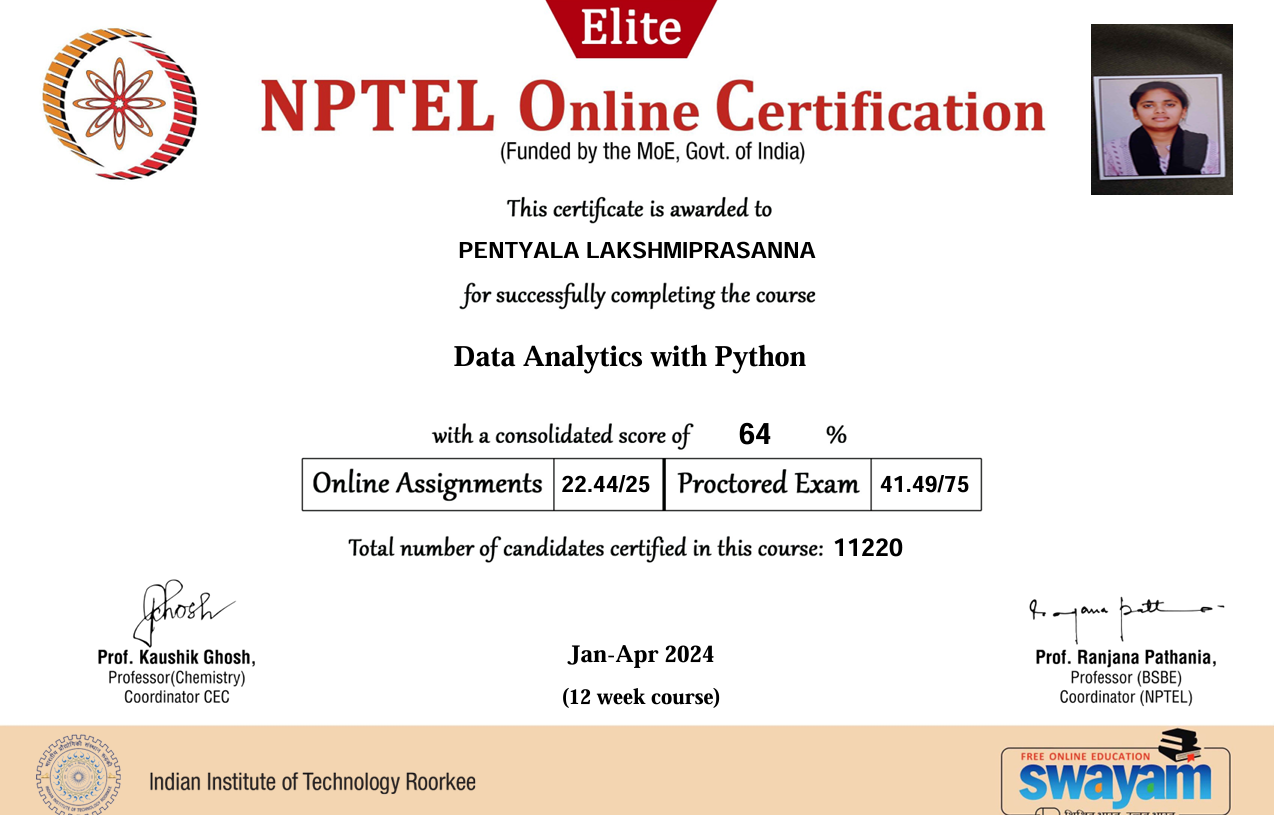 Elite
NPTEL Online Certification
(Funded by the MoE, Govt. of India)
This certificate is awarded to
PENTYALA LAKSHMIPRASANNA
for successfully completing the course
Data Analytics with Python
with a consolidated score of 64 %
Online Assignments 22.44/25 Proctored Exam 41.49/75
Total number of candidates certified in this course: 11220
Prof. Kaushik Ghosh,
Professor(Chemistry)
Coordinator CEC
Jan-Apr 2024
(12 week course)
Prof. Ranjana Pathania,
Professor (BSBE)
Coordinator (NPTEL)
Indian Institute of Technology Roorkee
FREE ONLINE EDUCATION
swayam